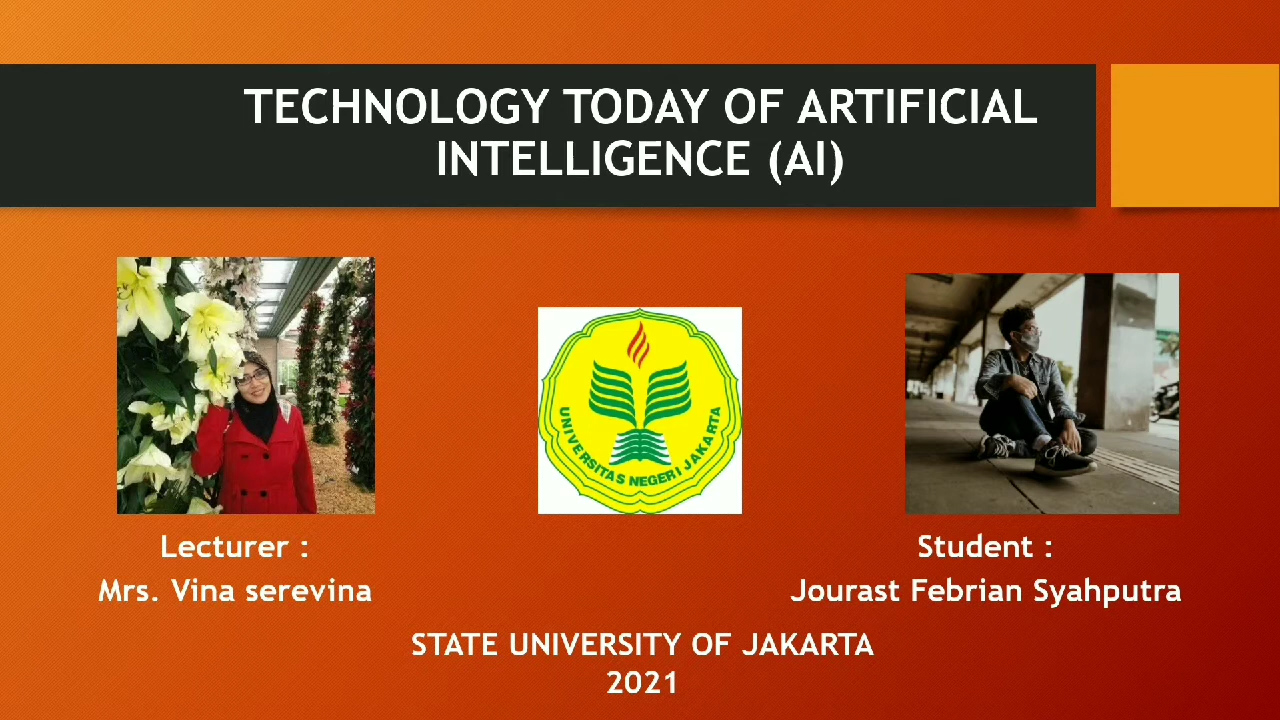 TECHNOLOGY TODAY OF ARTIFICIAL
INTELLIGENCE (AI)
UNIVERSITAS NEGERI JAKARTA
Lecturer :
Mrs. Vina serevina
Student :
Jourast Febrian Syahputra
STATE UNIVERSITY OF JAKARTA
2021